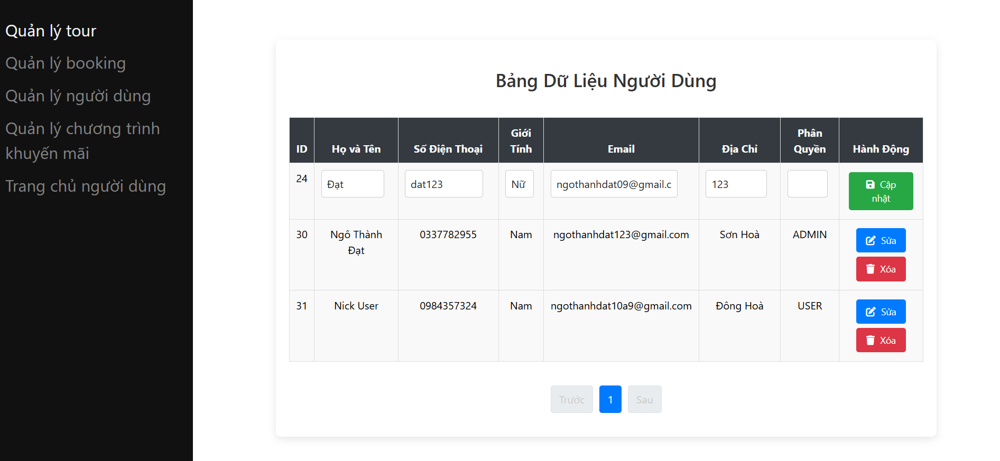 Quản lý tour
Quản lý booking
Quản lý người dùng
Quản lý chương trình
khuyến mãi
Trang chủ người dùng
Bảng Dữ Liệu Người Dùng
ID Họ và Tên Số Điện Thoại Giới Tính Email Địa Chỉ Phân Quyền Hành Động
24 Đạt dat123 Nữ ngothanhdat09@gmail.c 123 Cập nhật
30 Ngô Thành Đạt 0337782955 Nam ngothanhdat123@gmail.com Sơn Hoà ADMIN Sửa
Xóa
31 Nick User 0984357324 Nam ngothanhdat10a9@gmail.com Đông Hoà USER Sửa
Xóa
Trước 1 Sau